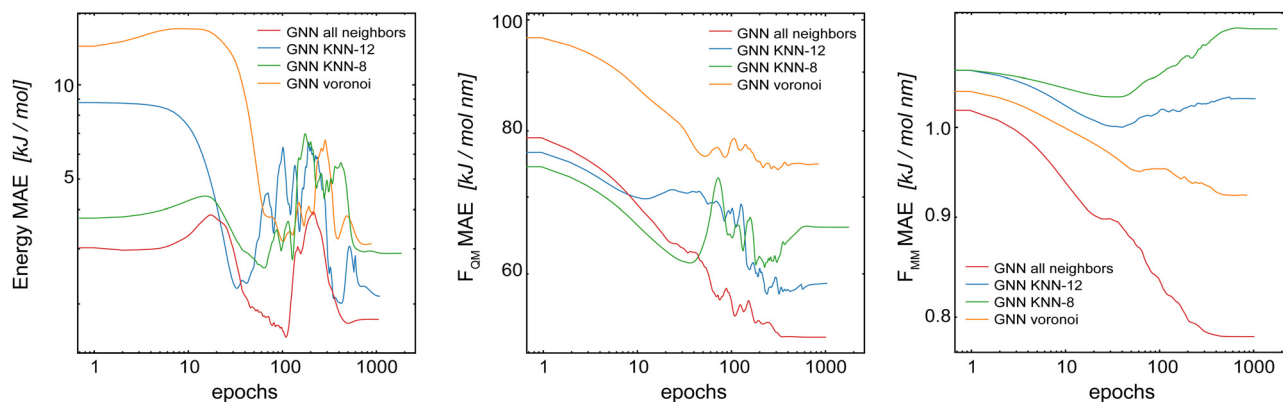 Energy MAE [kJ / mol]
10
5
GNN all neighbors
GNN KNN-12
GNN KNN-8
GNN voronoi
1 10 100 1000
epochs
F_QM MAE [kJ / mol nm]
100
80
60
GNN all neighbors
GNN KNN-12
GNN KNN-8
GNN voronoi
1 10 100 1000
epochs
F_MM MAE [kJ / mol nm]
1.0
0.9
0.8
GNN all neighbors
GNN KNN-12
GNN KNN-8
GNN voronoi
1 10 100 1000
epochs